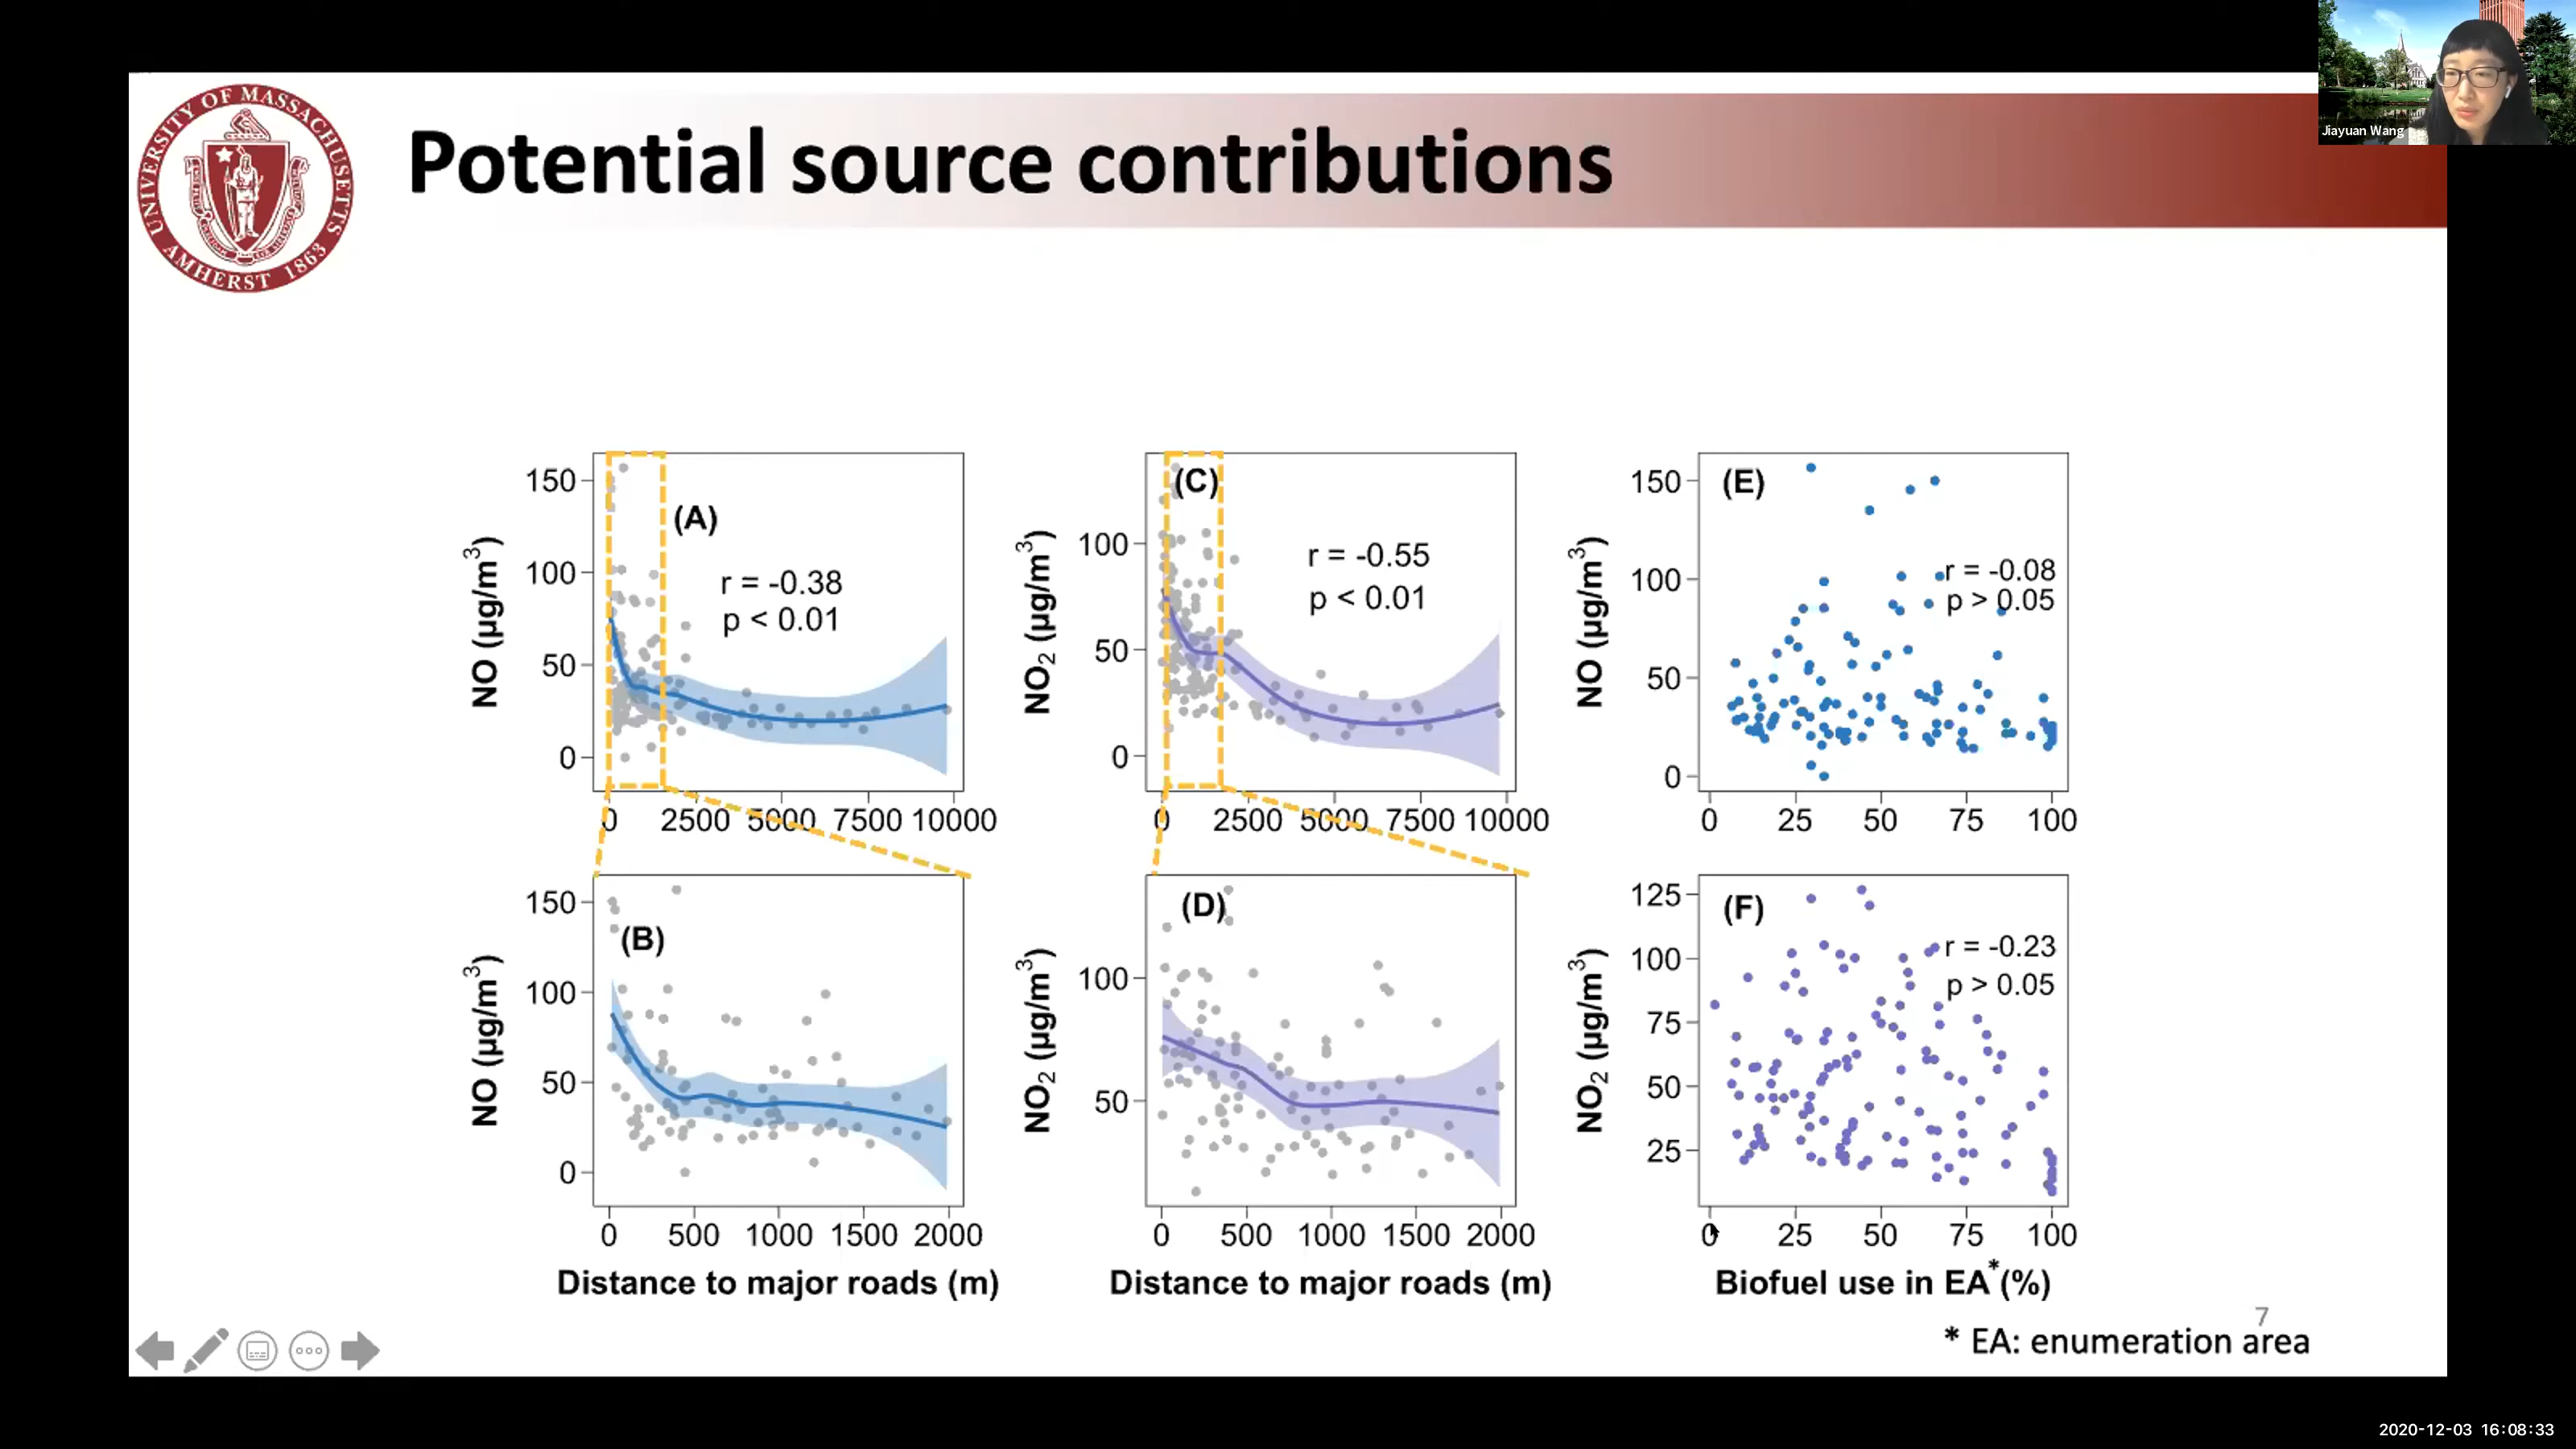 Jiayuan Wang
UNIVERSITY OF MASSACHUSETTS
AMHERST 1863
Potential source contributions
NO (µg/m³)
150
100
50
0
(A)
r = -0.38
p < 0.01
0 2500 5000 7500 10000
NO₂ (µg/m³)
100
50
0
(C)
r = -0.55
p < 0.01
0 2500 5000 7500 10000
NO (µg/m³)
150
100
50
0
(E)
r = -0.08
p > 0.05
0 25 50 75 100
NO (µg/m³)
150
100
50
0
(B)
0 500 1000 1500 2000
Distance to major roads (m)
NO₂ (µg/m³)
100
50
(D)
0 500 1000 1500 2000
Distance to major roads (m)
NO₂ (µg/m³)
125
100
75
50
25
(F)
r = -0.23
p > 0.05
0 25 50 75 100
Biofuel use in EA*(%)
7
* EA: enumeration area
2020-12-03 16:08:33